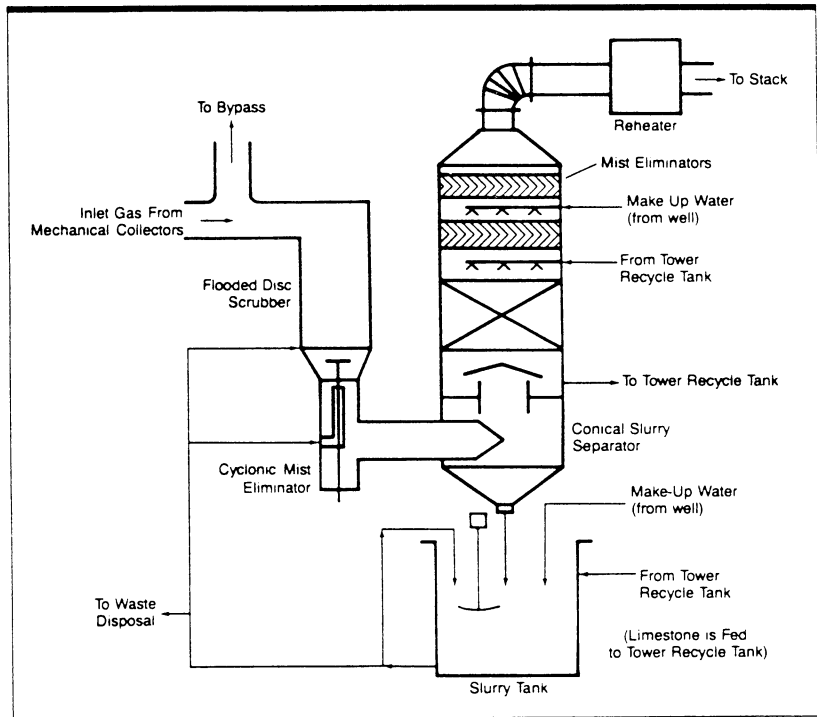 To Bypass
To Stack
Reheater
Mist Eliminators
Inlet Gas From
Mechanical Collectors
Make Up Water
(from well)
Flooded Disc
Scrubber
From Tower
Recycle Tank
To Tower Recycle Tank
Conical Slurry
Separator
Cyclonic Mist
Eliminator
Make-Up Water
(from well)
From Tower
Recycle Tank
To Waste
Disposal
(Limestone is Fed
to Tower Recycle Tank)
Slurry Tank